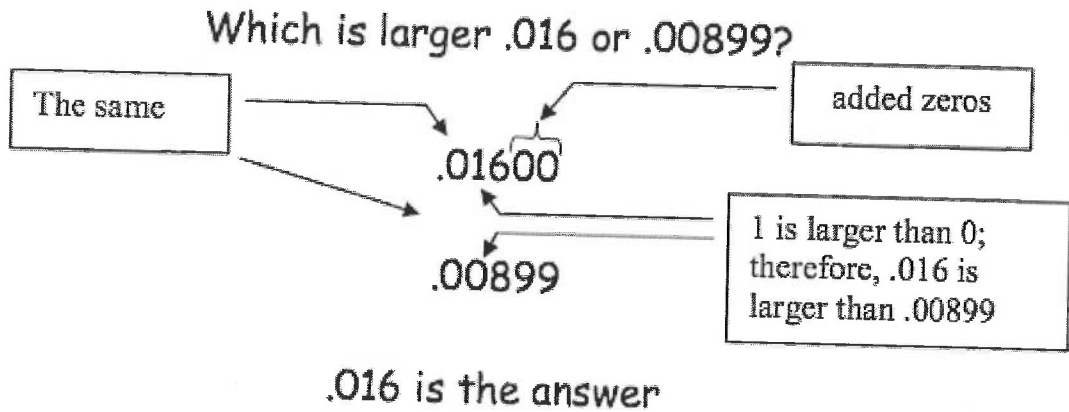 Which is larger .016 or .00899?
The same
added zeros
.01600
1 is larger than 0;
therefore, .016 is
larger than .00899
.00899
.016 is the answer